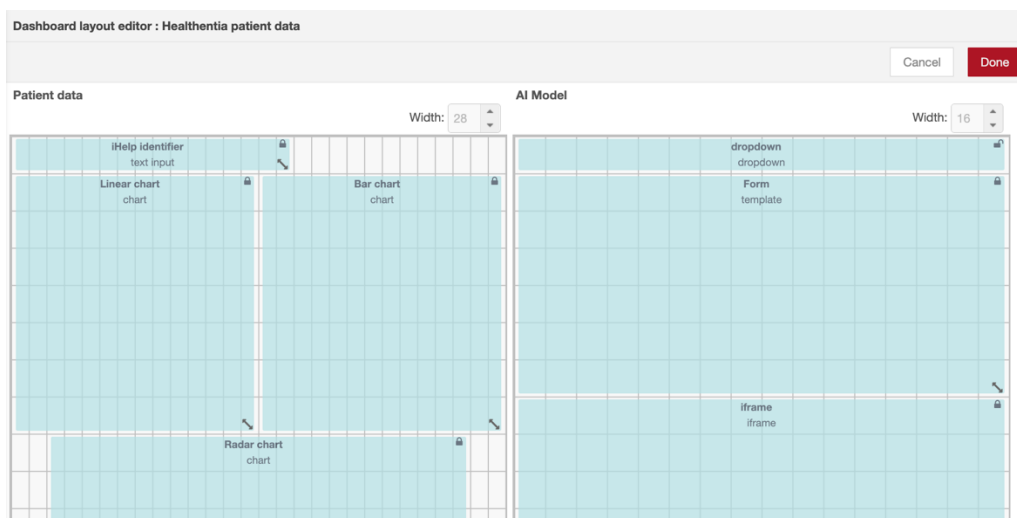 Dashboard layout editor : Healthentia patient data
Cancel
Done
Patient data
Width: 28
iHelp identifier
text input
Linear chart
chart
Bar chart
chart
Radar chart
chart
AI Model
Width: 16
dropdown
dropdown
Form
template
iframe
iframe